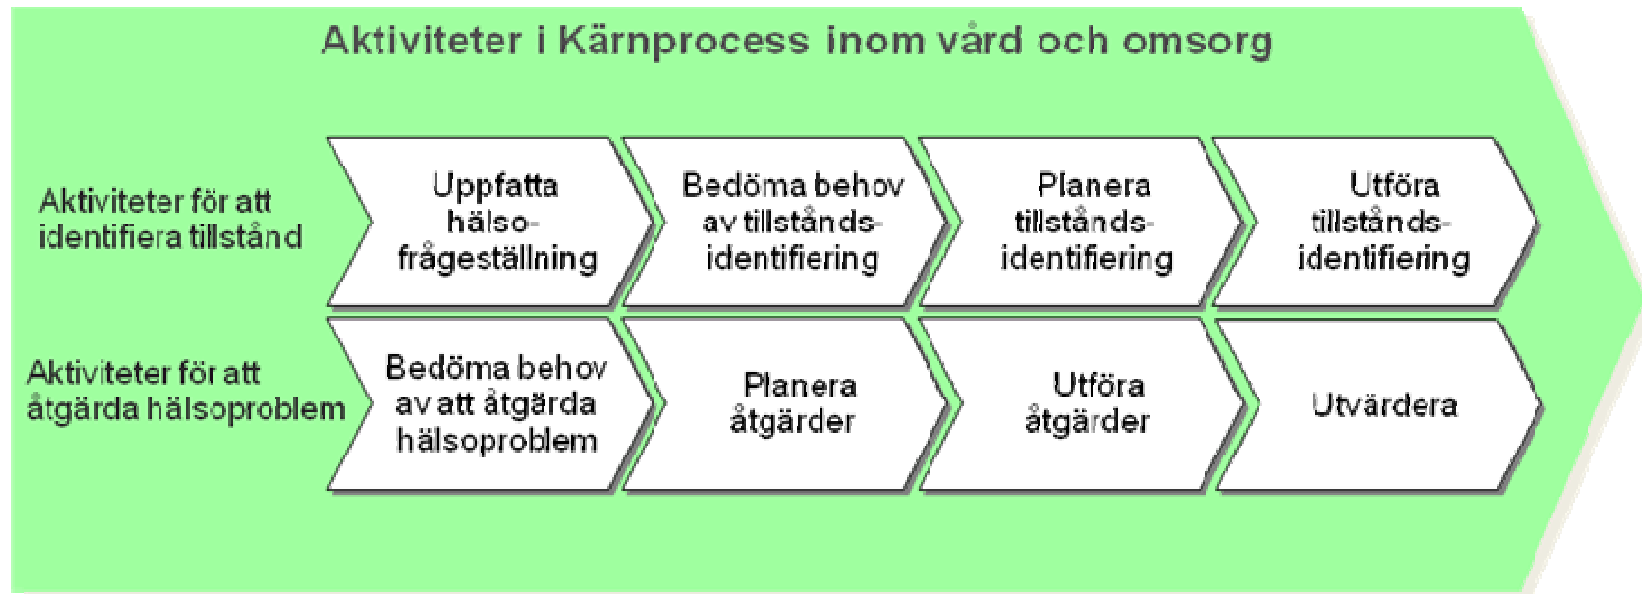 Aktiviteter i Kärnprocess inom vård och omsorg
Aktiviteter för att
identifiera tillstånd
Uppfatta
hälso-
frågeställning
Bedöma behov
av tillstånds-
identifiering
Planera
tillstånds-
identifiering
Utföra
tillstånds-
identifiering
Aktiviteter för att
åtgärda hälsoproblem
Bedöma behov
av att åtgärda
hälsoproblem
Planera
åtgärder
Utföra
åtgärder
Utvärdera